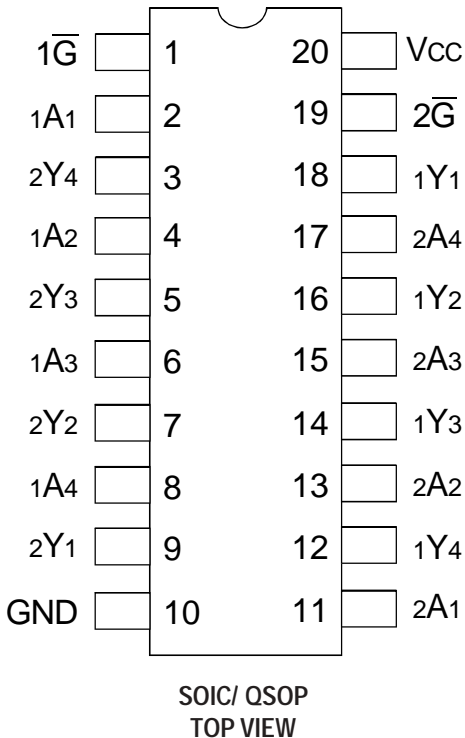 1G̅ 1 20 VCC
1A1 2 19 2G̅
2Y4 3 18 1Y1
1A2 4 17 2A4
2Y3 5 16 1Y2
1A3 6 15 2A3
2Y2 7 14 1Y3
1A4 8 13 2A2
2Y1 9 12 1Y4
GND 10 11 2A1
SOIC/ QSOP
TOP VIEW